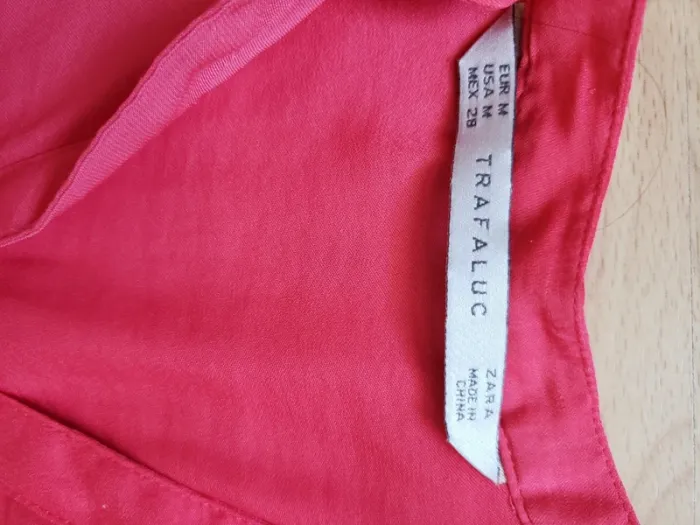 EUR M
USA M
MEX 28
TRAFALUC
ZARA
MADE IN
CHINA